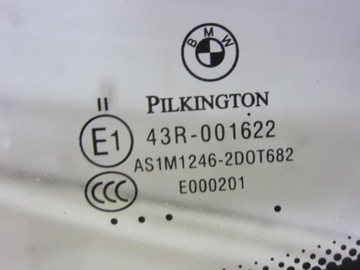 BMW
II
PILKINGTON
E1
43R-001622
AS1M1246-2DOT682
CCC
E000201